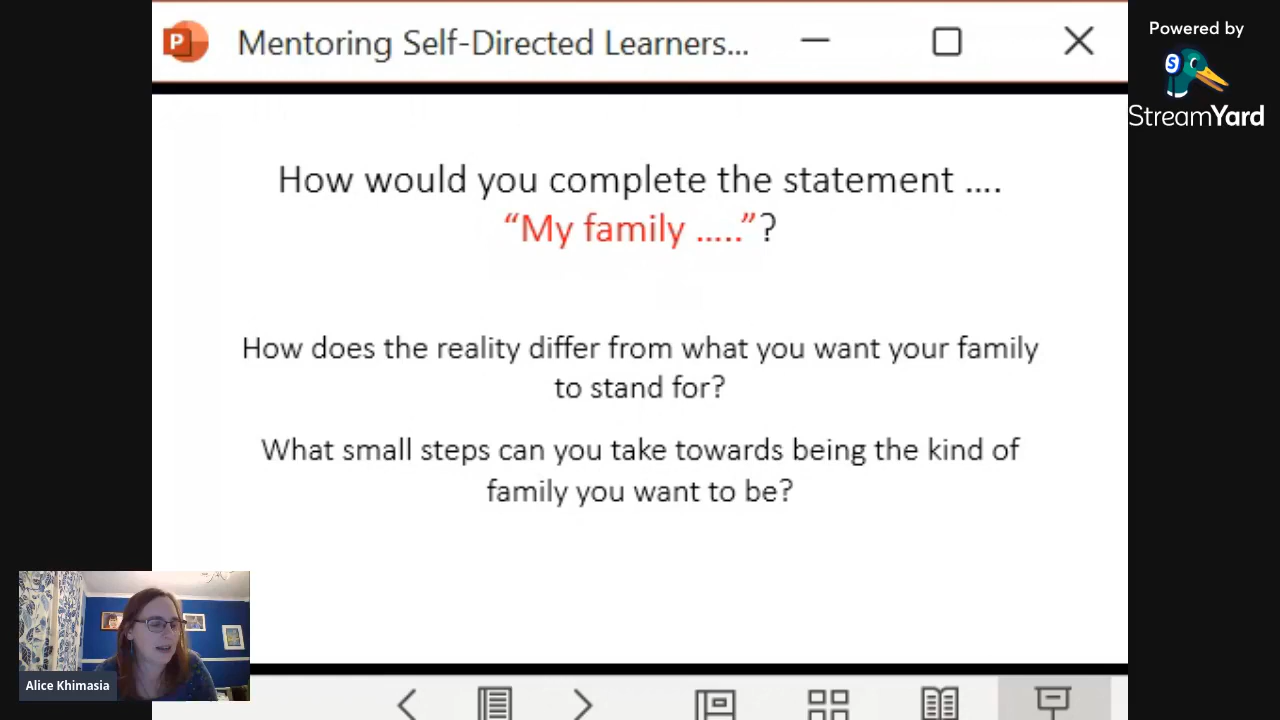 Mentoring Self-Directed Learners...
Powered by
S
StreamYard
P
How would you complete the statement ....
“My family .....”?
How does the reality differ from what you want your family
to stand for?
What small steps can you take towards being the kind of
family you want to be?
Alice Khimasia